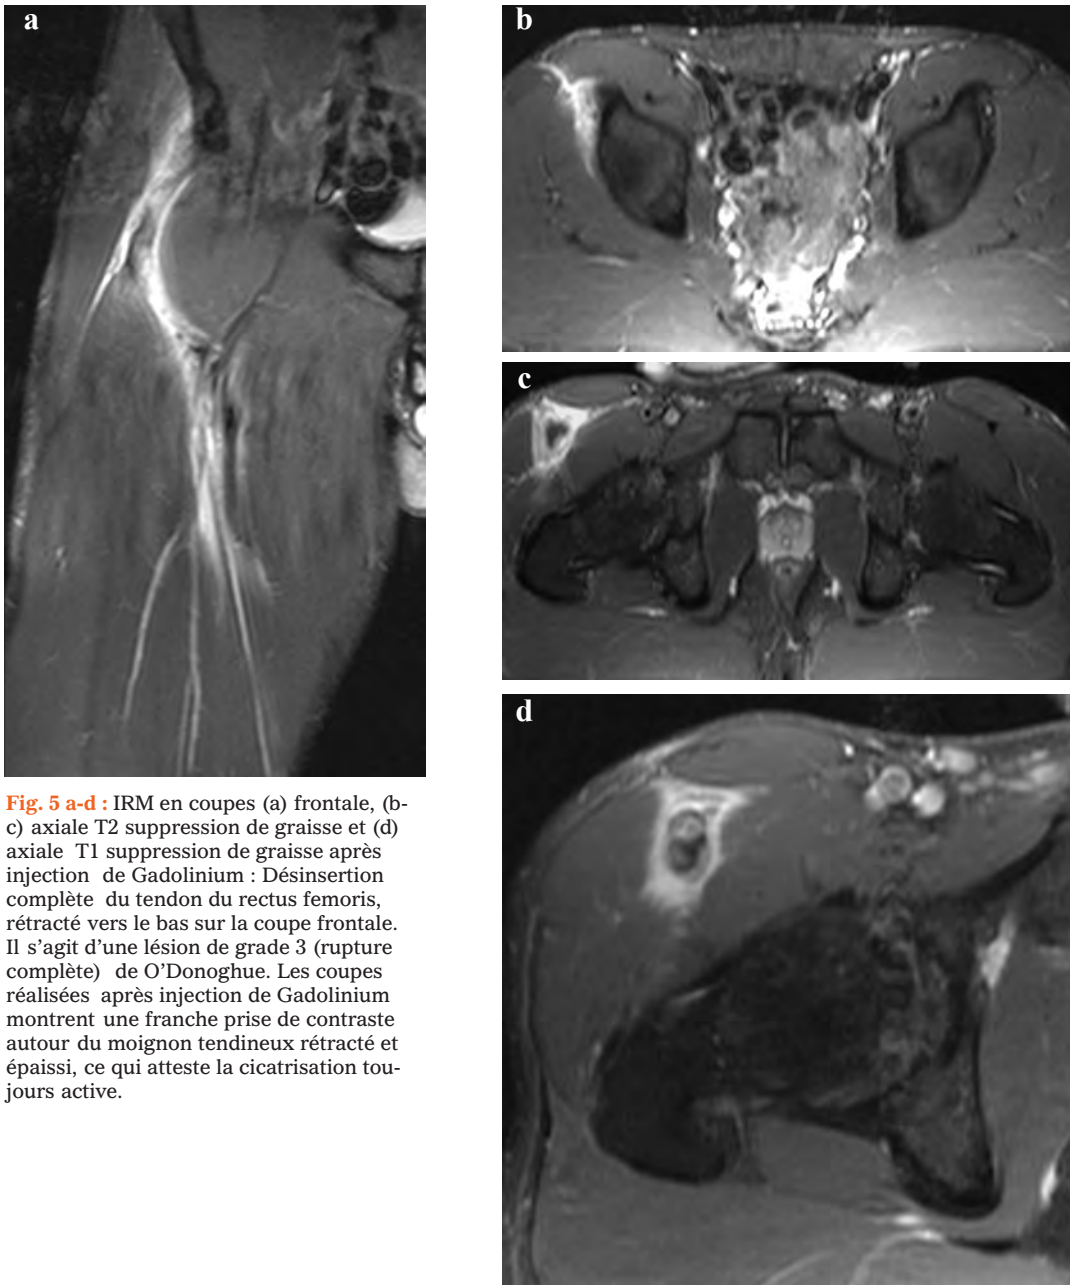 a
b
c
d
Fig. 5 a-d : IRM en coupes (a) frontale, (b-
c) axiale T2 suppression de graisse et (d)
axiale T1 suppression de graisse après
injection de Gadolinium : Désinsertion
complète du tendon du rectus femoris,
rétracté vers le bas sur la coupe frontale.
Il s’agit d’une lésion de grade 3 (rupture
complète) de O’Donoghue. Les coupes
réalisées après injection de Gadolinium
montrent une franche prise de contraste
autour du moignon tendineux rétracté et
épaissi, ce qui atteste la cicatrisation tou-
jours active.